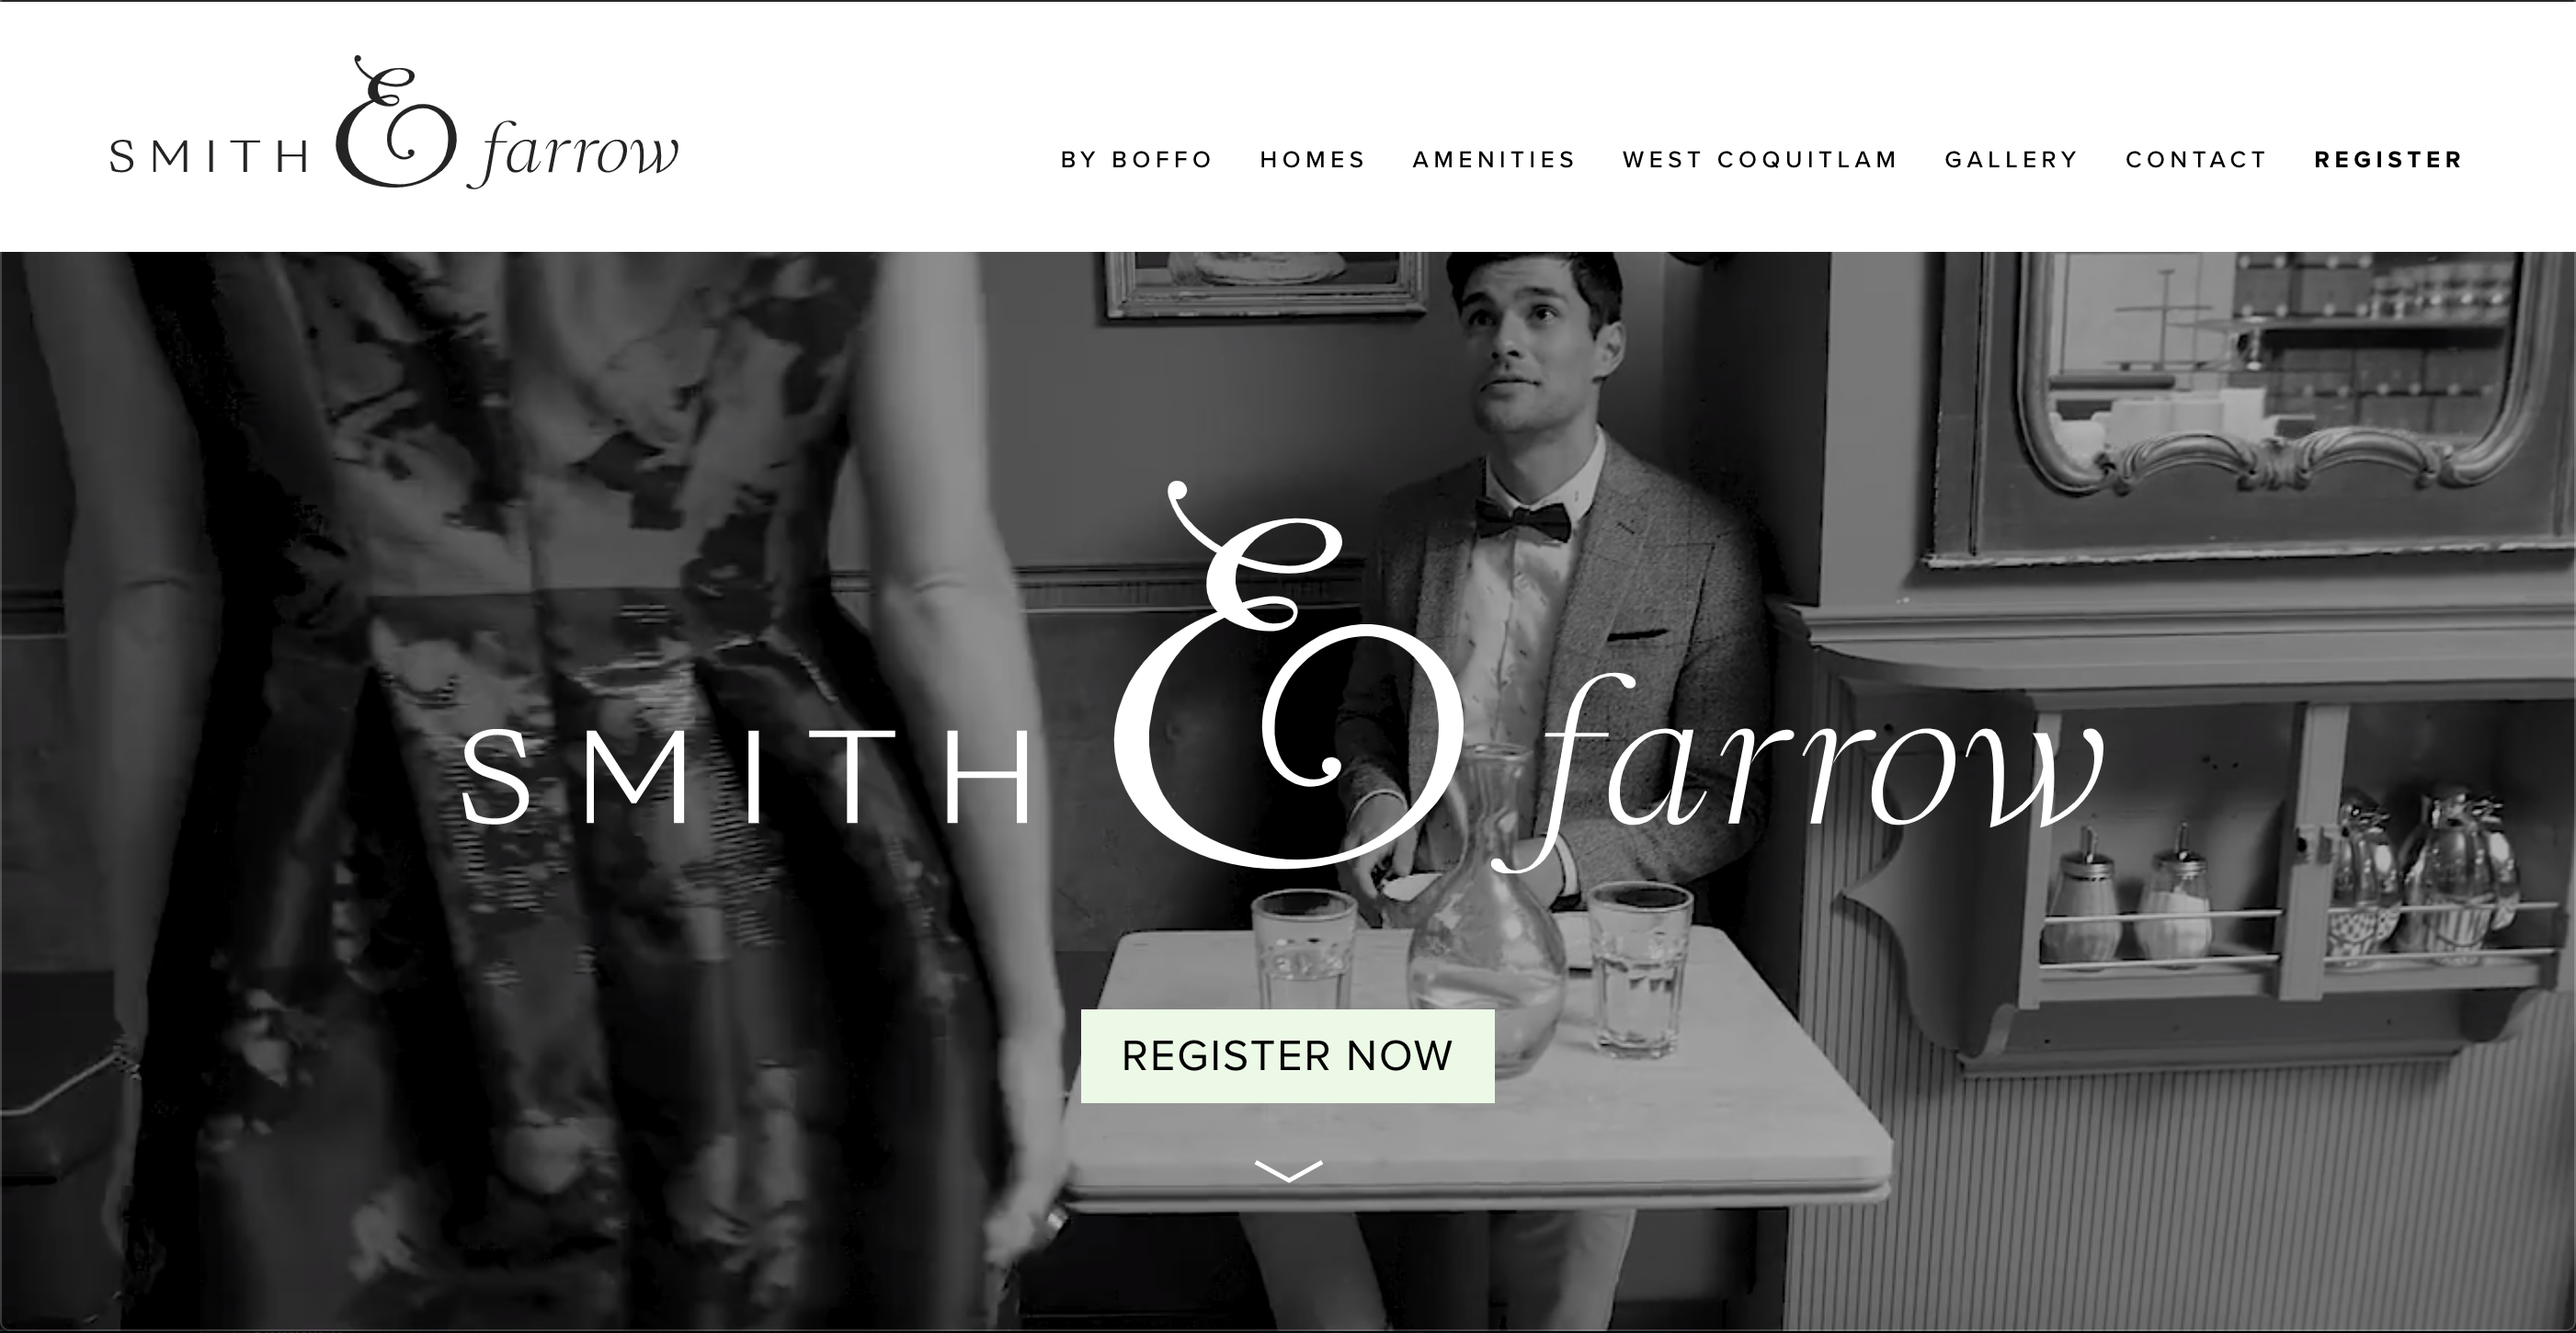 SMITH & farrow
BY BOFFO HOMES AMENITIES WEST COQUITLAM GALLERY CONTACT REGISTER
SMITH & farrow
REGISTER NOW